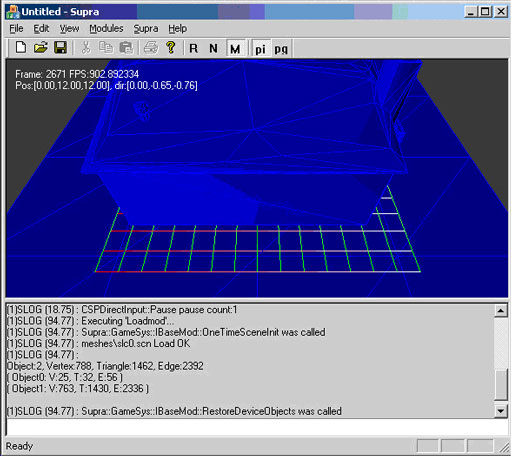 Untitled - Supra
File Edit View Modules Supra Help
R N M pi pg
Frame: 2671 FPS:902.892334
Pos:[0.00,12.00,12.00], dir:[0.00,-0.65,-0.76]
(1)SLOG (18.75) : CSPDirectInput::Pause pause count:1
(1)SLOG (94.77) : Executing 'Loadmod'...
(1)SLOG (94.77) : Supra::GameSys::IBaseMod::OneTimeSceneInit was called
(1)SLOG (94.77) : meshes\slc0.scn Load OK
(1)SLOG (94.77) :
Object:2, Vertex:788, Triangle:1462, Edge:2392
( Object0: V:25, T:32, E:56 )
( Object1: V:763, T:1430, E:2336 )
(1)SLOG (94.77) : Supra::GameSys::IBaseMod::RestoreDeviceObjects was called
Ready